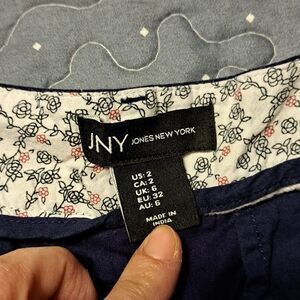 JNY JONES NEW YORK
US: 2
CA: 2
UK: 6
EU: 32
AU: 6
MADE IN
INDIA